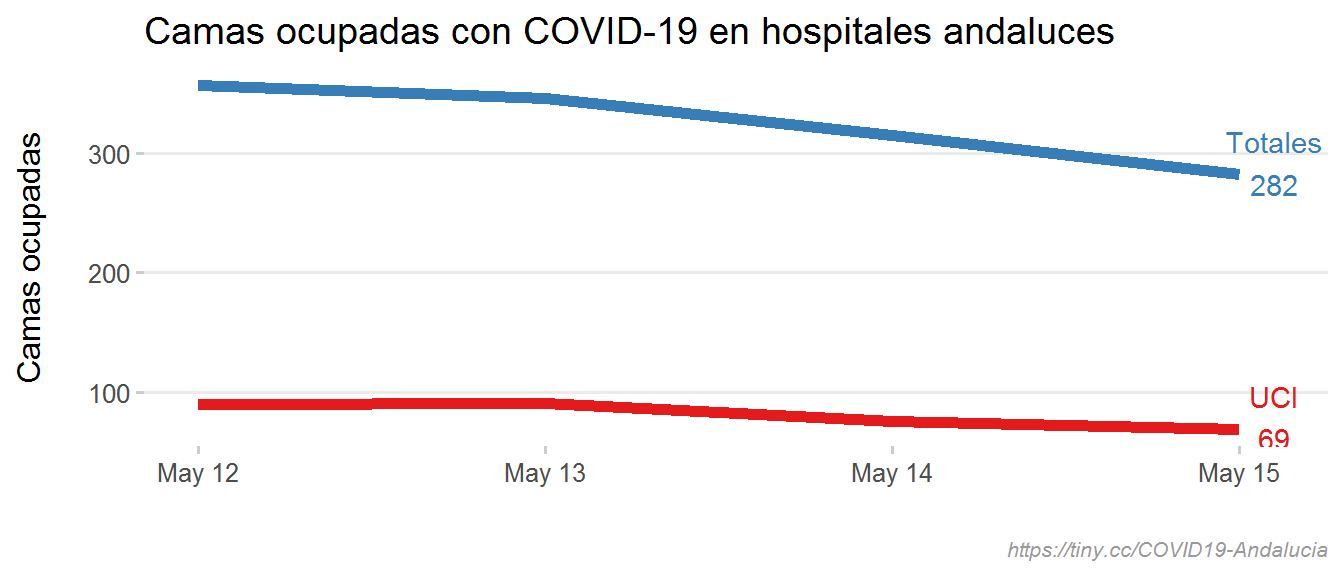 Camas ocupadas con COVID-19 en hospitales andaluces
Camas ocupadas
300
200
100
Totales
282
UCI
69
May 12
May 13
May 14
May 15
https://tiny.cc/COVID19-Andalucia